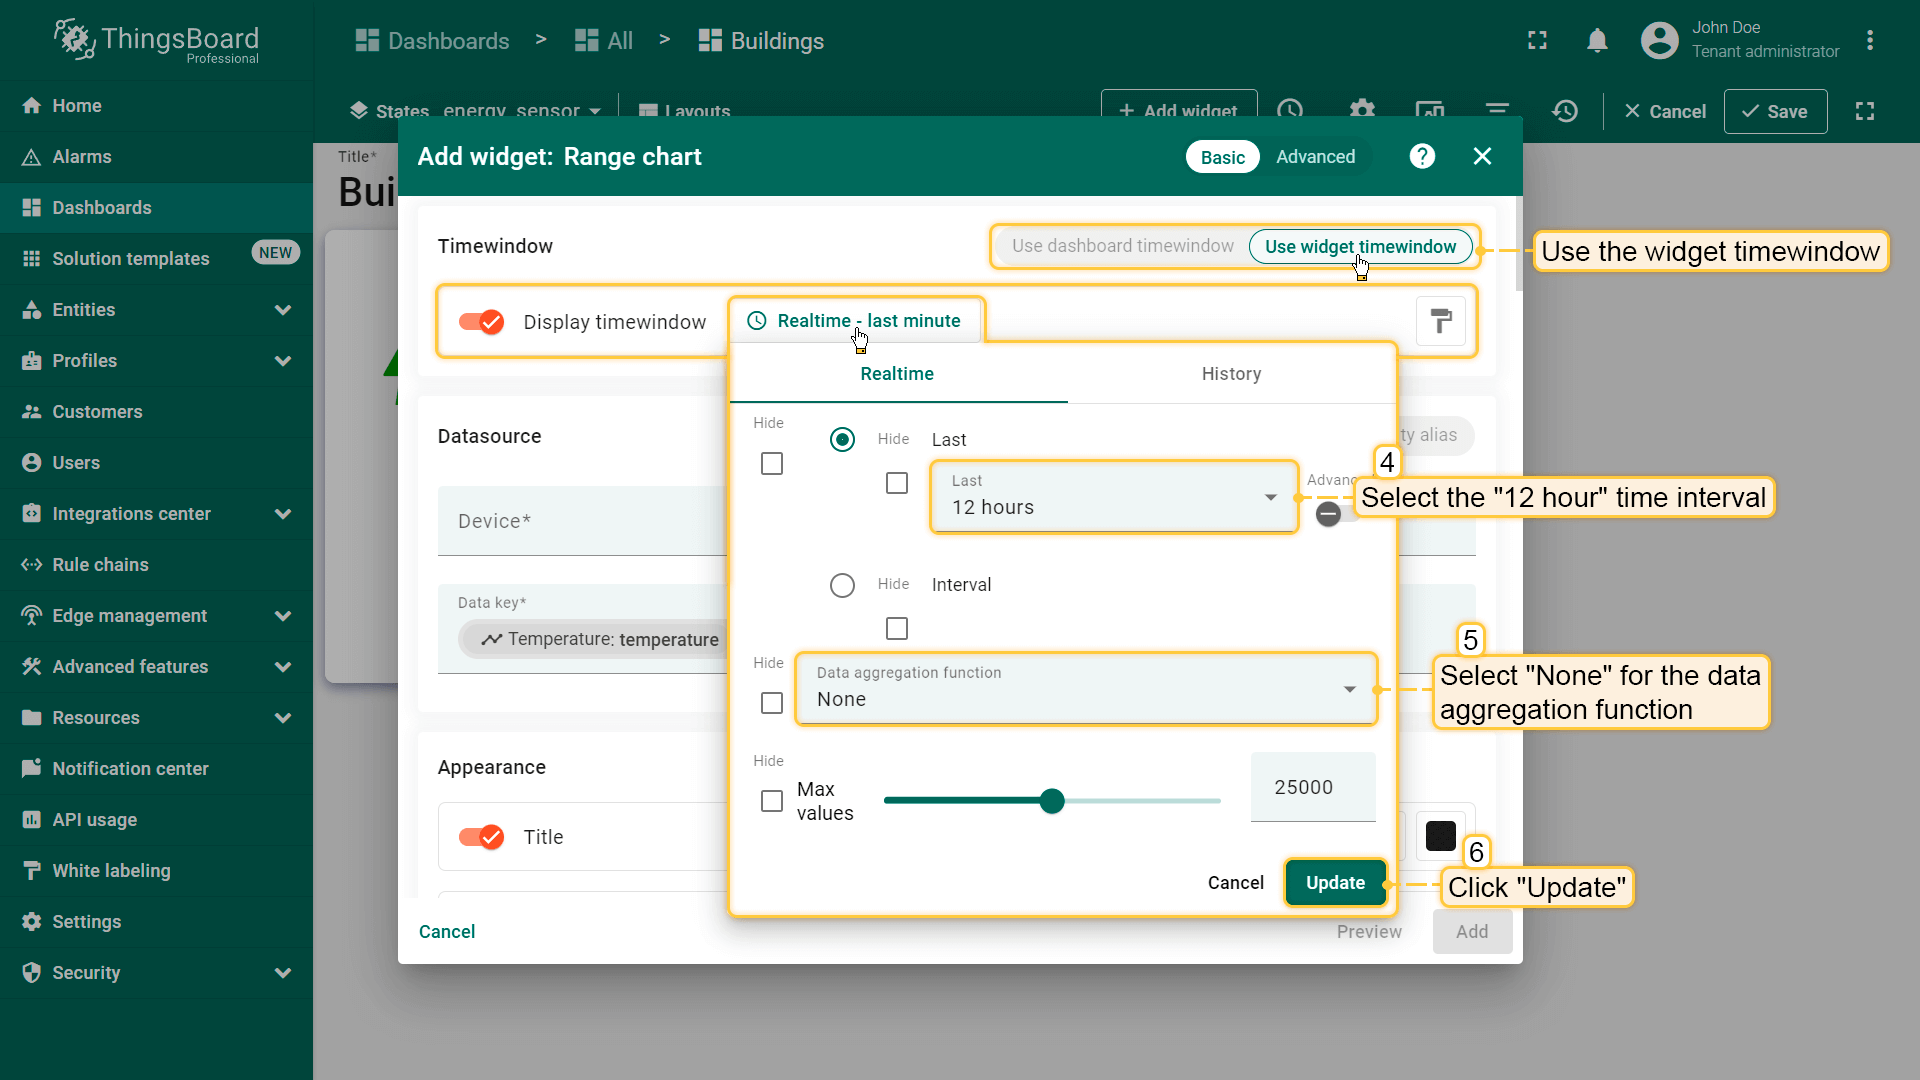 ThingsBoard
Professional
Dashboards > All > Buildings
John Doe
Tenant administrator
Home
Alarms
Dashboards
Solution templates NEW
Entities
Profiles
Customers
Users
Integrations center
Rule chains
Edge management
Advanced features
Resources
Notification center
API usage
White labeling
Settings
Security
States energy_sensor Layouts
+ Add widget
Cancel Save
Title*
Bui
Add widget: Range chart
Basic Advanced
Timewindow
Use dashboard timewindow Use widget timewindow
Use the widget timewindow
Display timewindow
Realtime - last minute
Realtime History
Hide
Hide Last
Last
12 hours
Advanc
4
Select the "12 hour" time interval
Hide Interval
Hide
Data aggregation function
None
5
Select "None" for the data
aggregation function
Hide
Max
values
25000
Cancel Update
6
Click "Update"
Datasource
ty alias
Device*
Data key*
Temperature: temperature
Appearance
Title
Cancel
Preview Add